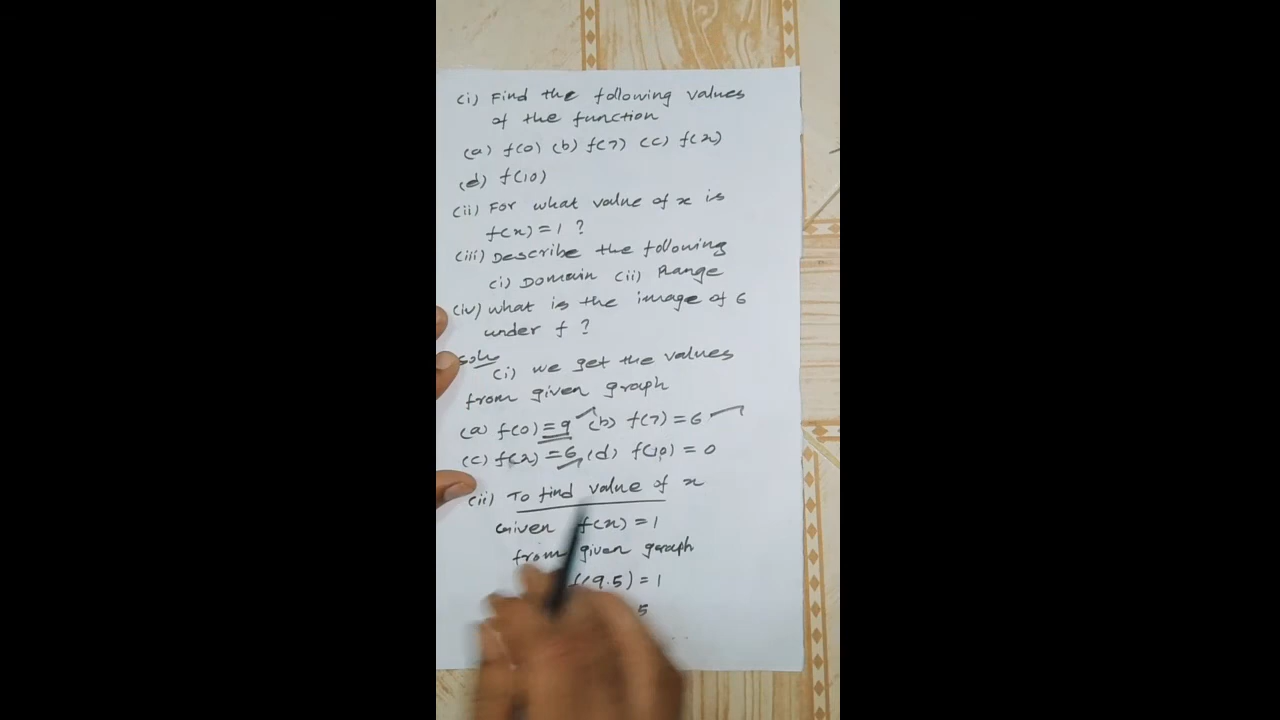 (i) Find the following values
of the function
(a) f(0) (b) f(7) (c) f(2)
(d) f(10)
(ii) For what value of x is
f(x) = 1 ?
(iii) Describe the following
(i) Domain (ii) Range
(iv) what is the image of 6
under f ?
Soln
(i) we get the values
from given graph
(a) f(0) = 9 (b) f(7) = 6
(c) f(2) = 6 (d) f(10) = 0
(ii) To find value of x
Given f(x) = 1
from given graph
f(9.5) = 1
5